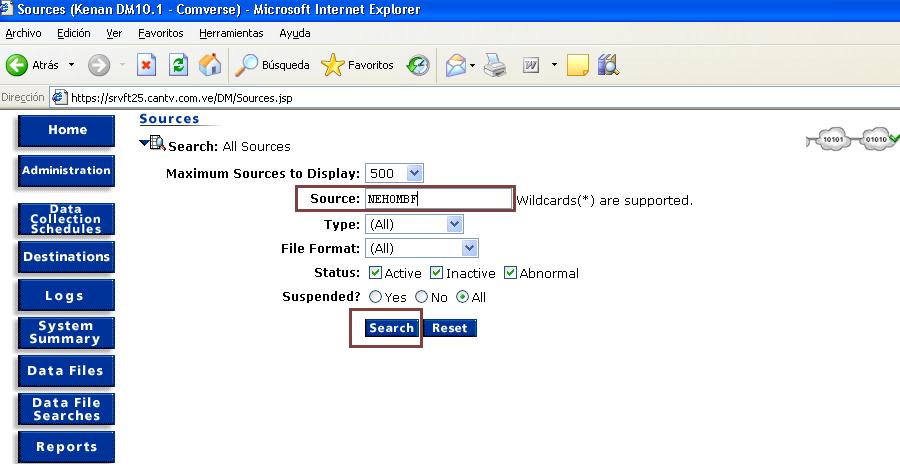 Sources (Kenan DM10.1 - Comverse) - Microsoft Internet Explorer
Archivo Edición Ver Favoritos Herramientas Ayuda
Atrás Búsqueda Favoritos W
Dirección https://srvft25.cantv.com.ve/DM/Sources.jsp
Home
Administration
Data Collection Schedules
Destinations
Logs
System Summary
Data Files
Data File Searches
Reports
Sources
Search: All Sources
10101 01010
Maximum Sources to Display: 500
Source: NEHOMBF Wildcards(*) are supported.
Type: (All)
File Format: (All)
Status: Active Inactive Abnormal
Suspended? Yes No All
Search Reset